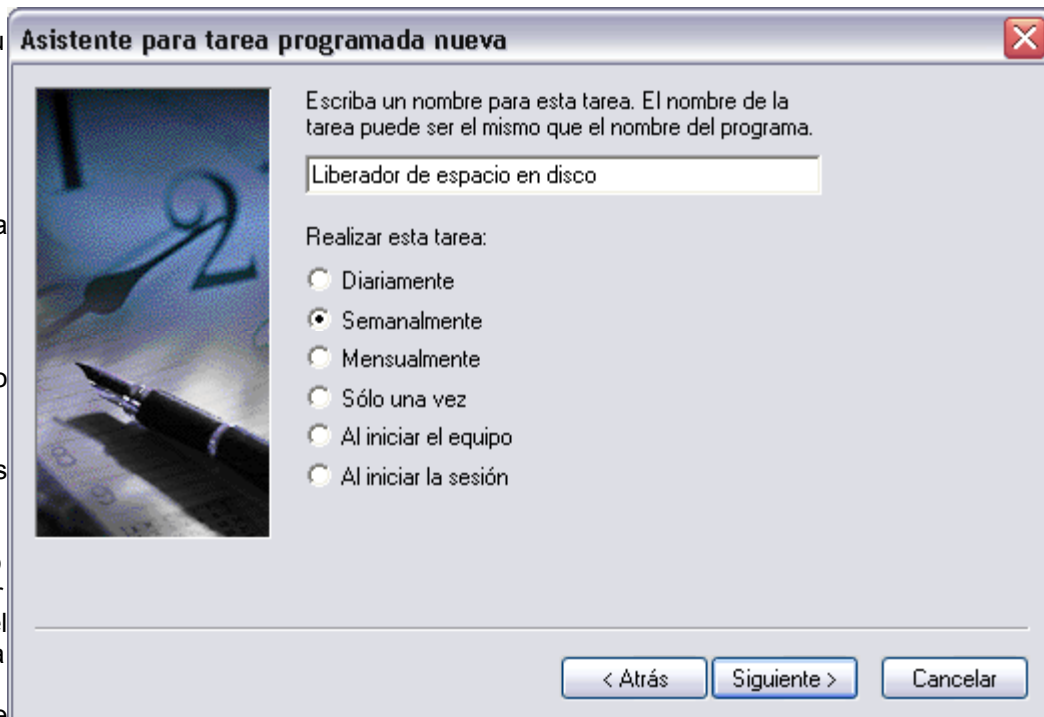 Asistente para tarea programada nueva
Escriba un nombre para esta tarea. El nombre de la
tarea puede ser el mismo que el nombre del programa.
Liberador de espacio en disco
Realizar esta tarea:
Diariamente
Semanalmente
Mensualmente
Sólo una vez
Al iniciar el equipo
Al iniciar la sesión
< Atrás
Siguiente >
Cancelar